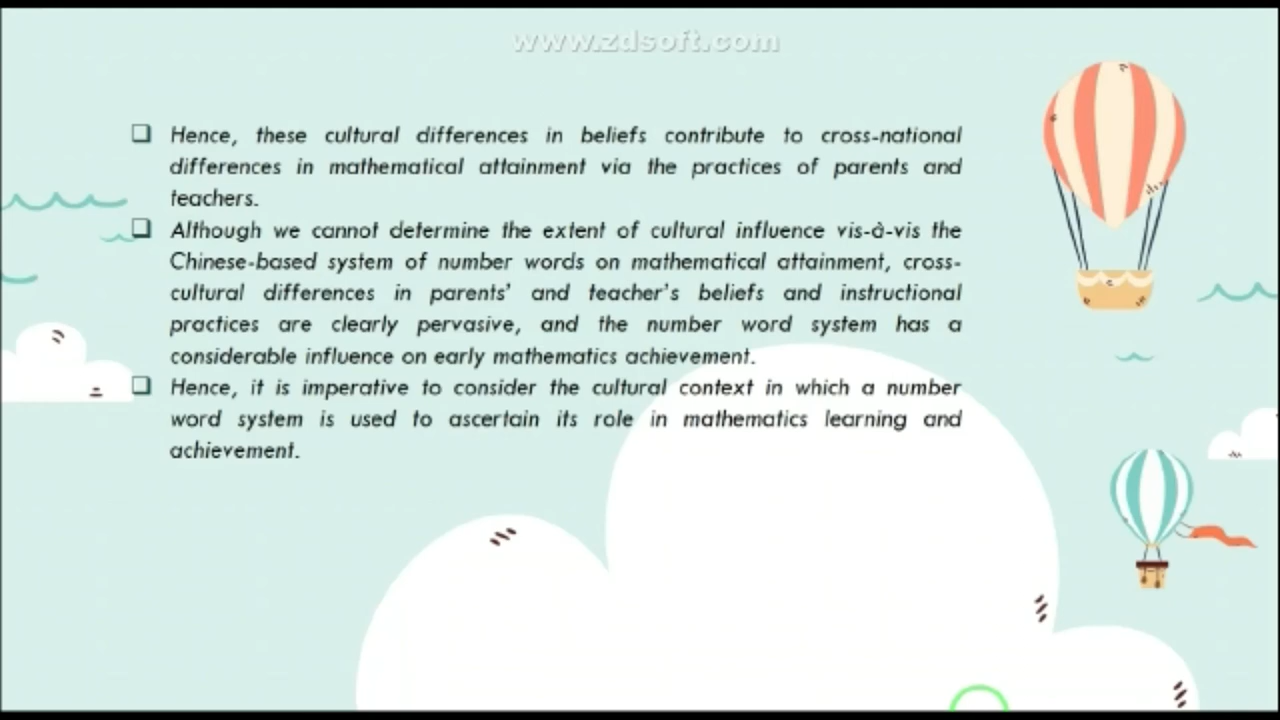 www.zdsoft.com
❑ Hence, these cultural differences in beliefs contribute to cross-national
differences in mathematical attainment via the practices of parents and
teachers.
❑ Although we cannot determine the extent of cultural influence vis-à-vis the
Chinese-based system of number words on mathematical attainment, cross-
cultural differences in parents’ and teacher’s beliefs and instructional
practices are clearly pervasive, and the number word system has a
considerable influence on early mathematics achievement.
❑ Hence, it is imperative to consider the cultural context in which a number
word system is used to ascertain its role in mathematics learning and
achievement.